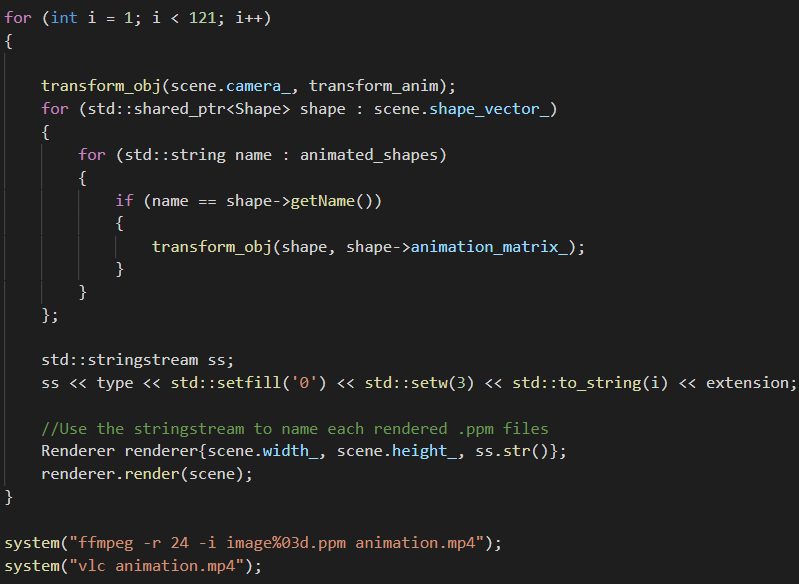 for (int i = 1; i < 121; i++)
{
transform_obj(scene.camera_, transform_anim);
for (std::shared_ptr<Shape> shape : scene.shape_vector_)
{
for (std::string name : animated_shapes)
{
if (name == shape->getName())
{
transform_obj(shape, shape->animation_matrix_);
}
}
};
std::stringstream ss;
ss << type << std::setfill('0') << std::setw(3) << std::to_string(i) << extension;
//Use the stringstream to name each rendered .ppm files
Renderer renderer{scene.width_, scene.height_, ss.str()};
renderer.render(scene);
}
system("ffmpeg -r 24 -i image%03d.ppm animation.mp4");
system("vlc animation.mp4");